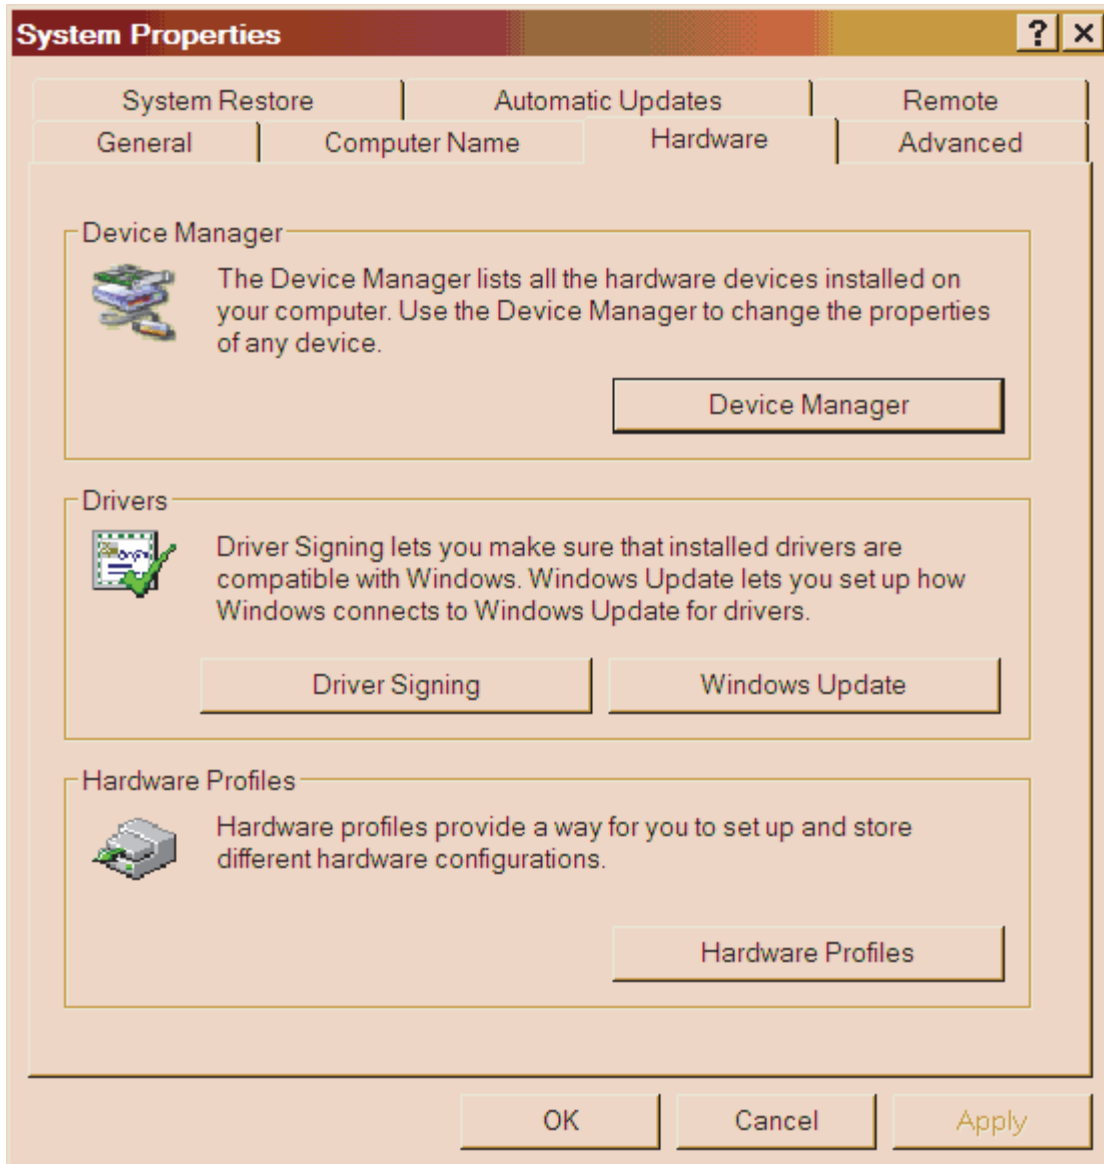 System Properties
? ×
System Restore
Automatic Updates
Remote
General
Computer Name
Hardware
Advanced
Device Manager
The Device Manager lists all the hardware devices installed on
your computer. Use the Device Manager to change the properties
of any device.
Device Manager
Drivers
Driver Signing lets you make sure that installed drivers are
compatible with Windows. Windows Update lets you set up how
Windows connects to Windows Update for drivers.
Driver Signing
Windows Update
Hardware Profiles
Hardware profiles provide a way for you to set up and store
different hardware configurations.
Hardware Profiles
OK
Cancel
Apply